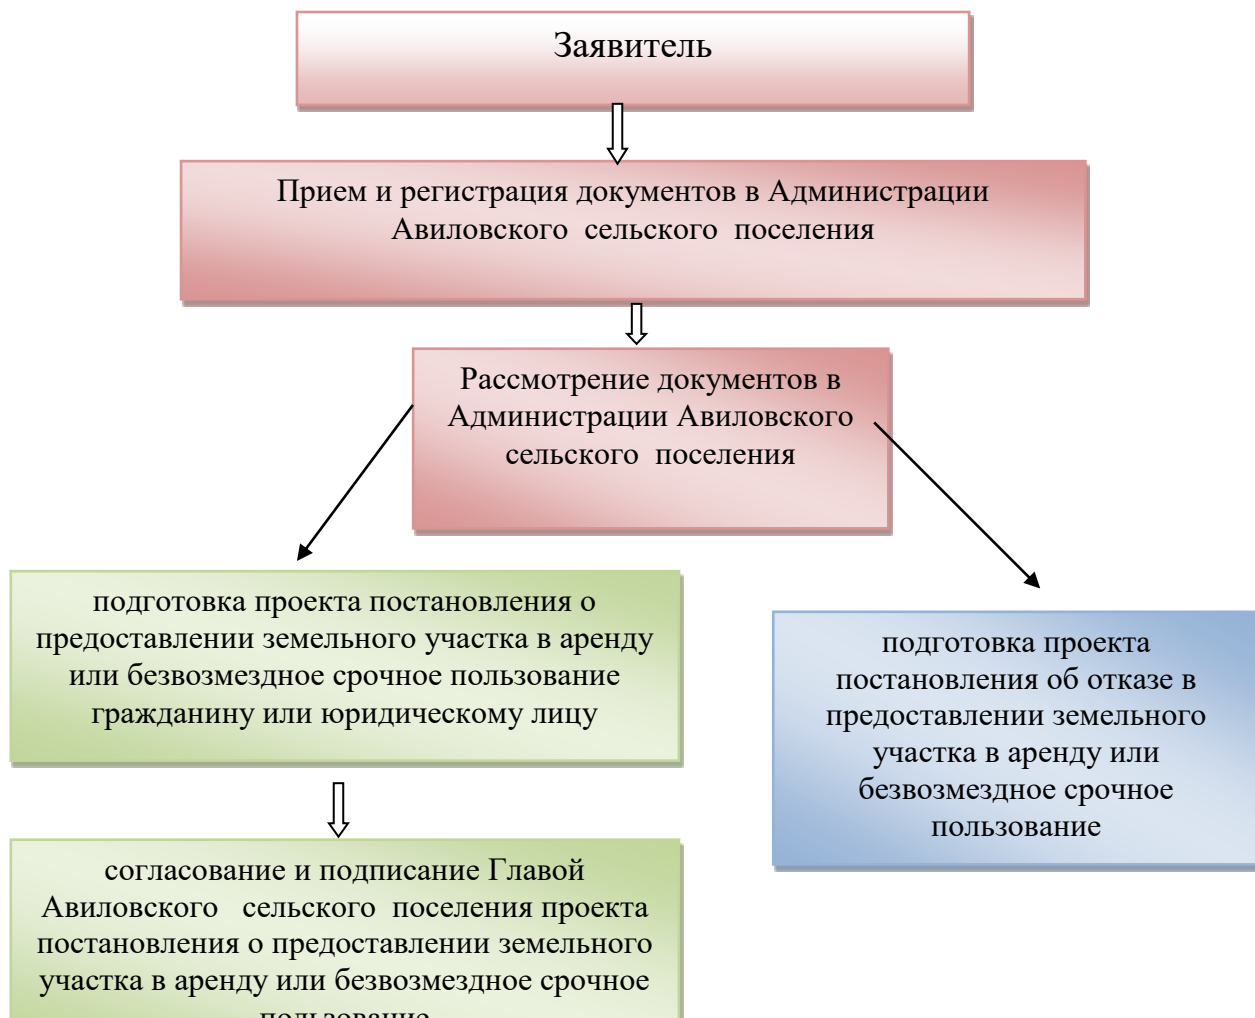 Заявитель
Прием и регистрация документов в Администрации
Авиловского сельского поселения
Рассмотрение документов в
Администрации Авиловского
сельского поселения
подготовка проекта постановления о
предоставлении земельного участка в аренду
или безвозмездное срочное пользование
гражданину или юридическому лицу
подготовка проекта
постановления об отказе в
предоставлении земельного
участка в аренду или
безвозмездное срочное
пользование
согласование и подписание Главой
Авиловского сельского поселения проекта
постановления о предоставлении земельного
участка в аренду или безвозмездное срочное
пользование